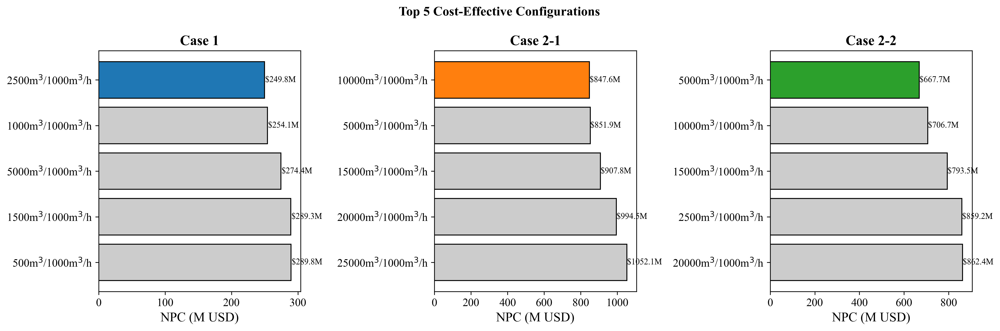 Top 5 Cost-Effective Configurations
Case 1
2500m³/1000m³/h
$249.8M
1000m³/1000m³/h
$254.1M
5000m³/1000m³/h
$274.4M
1500m³/1000m³/h
$289.3M
500m³/1000m³/h
$289.8M
0 100 200 300
NPC (M USD)
Case 2-1
10000m³/1000m³/h
$847.6M
5000m³/1000m³/h
$851.9M
15000m³/1000m³/h
$907.8M
20000m³/1000m³/h
$994.5M
25000m³/1000m³/h
$1052.1M
0 200 400 600 800 1000
NPC (M USD)
Case 2-2
5000m³/1000m³/h
$667.7M
10000m³/1000m³/h
$706.7M
15000m³/1000m³/h
$793.5M
2500m³/1000m³/h
$859.2M
20000m³/1000m³/h
$862.4M
0 200 400 600 800
NPC (M USD)